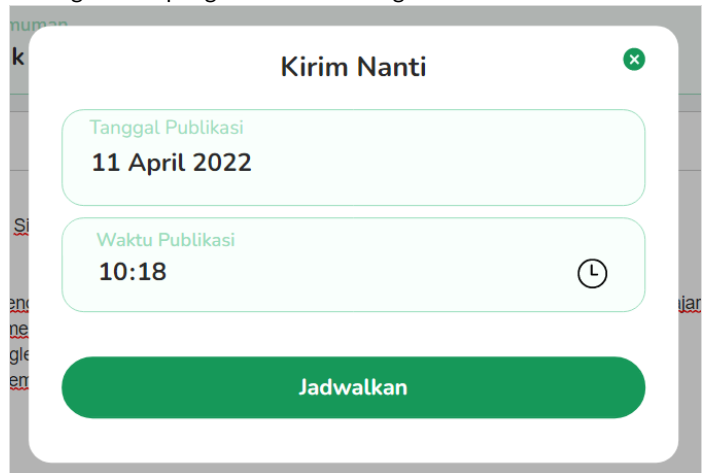 Kirim Nanti
Tanggal Publikasi
11 April 2022
Waktu Publikasi
10:18
Jadwalkan